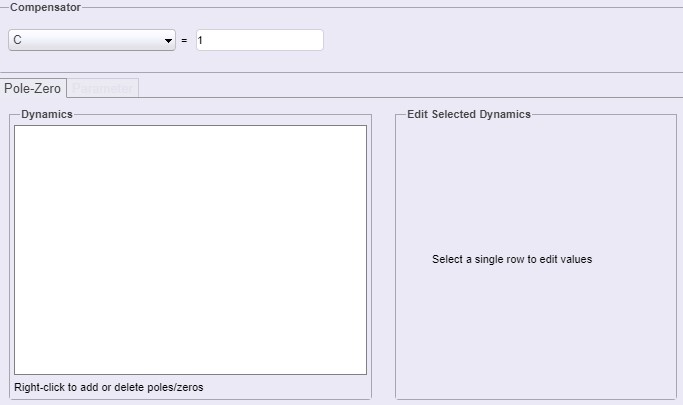 Compensator
C = 1
Pole-Zero Parameter
Dynamics Edit Selected Dynamics
Select a single row to edit values
Right-click to add or delete poles/zeros